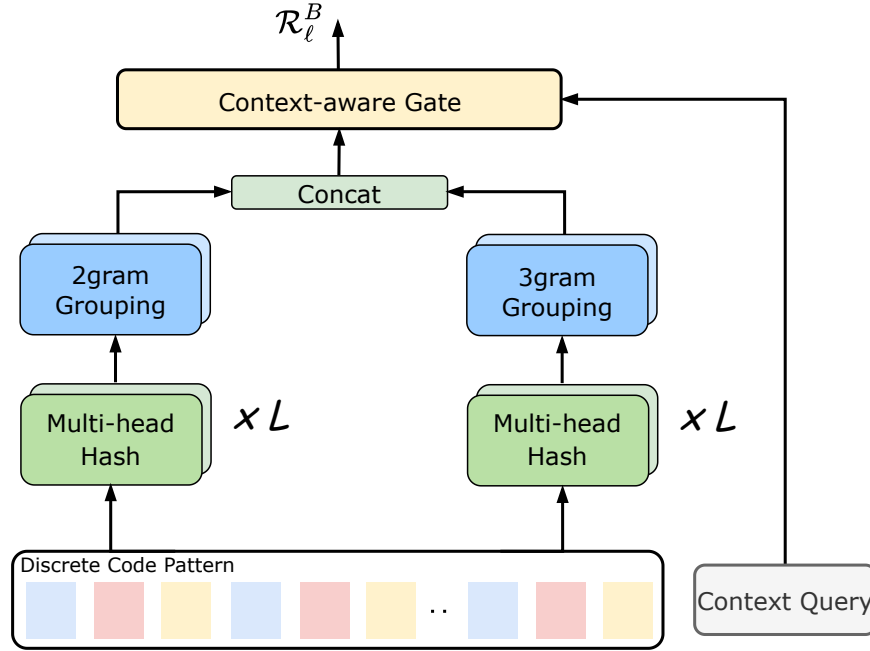 $\mathcal{R}_{\ell}^{B}$
Context-aware Gate
Concat
2gram
Grouping
3gram
Grouping
Multi-head
Hash
× L
Multi-head
Hash
× L
Discrete Code Pattern
..
Context Query